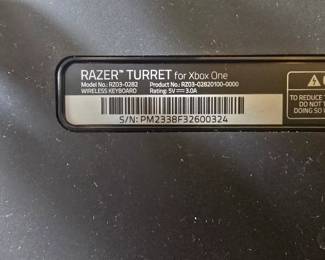 RAZER™ TURRET for Xbox One
Model No.: RZ03-0282 Product No.: RZ03-02820100-0000
WIRELESS KEYBOARD Rating: 5V ⎓ 3.0A
S/N: PM2338F32600324
TO REDUCE
DO NOT
DOING SO